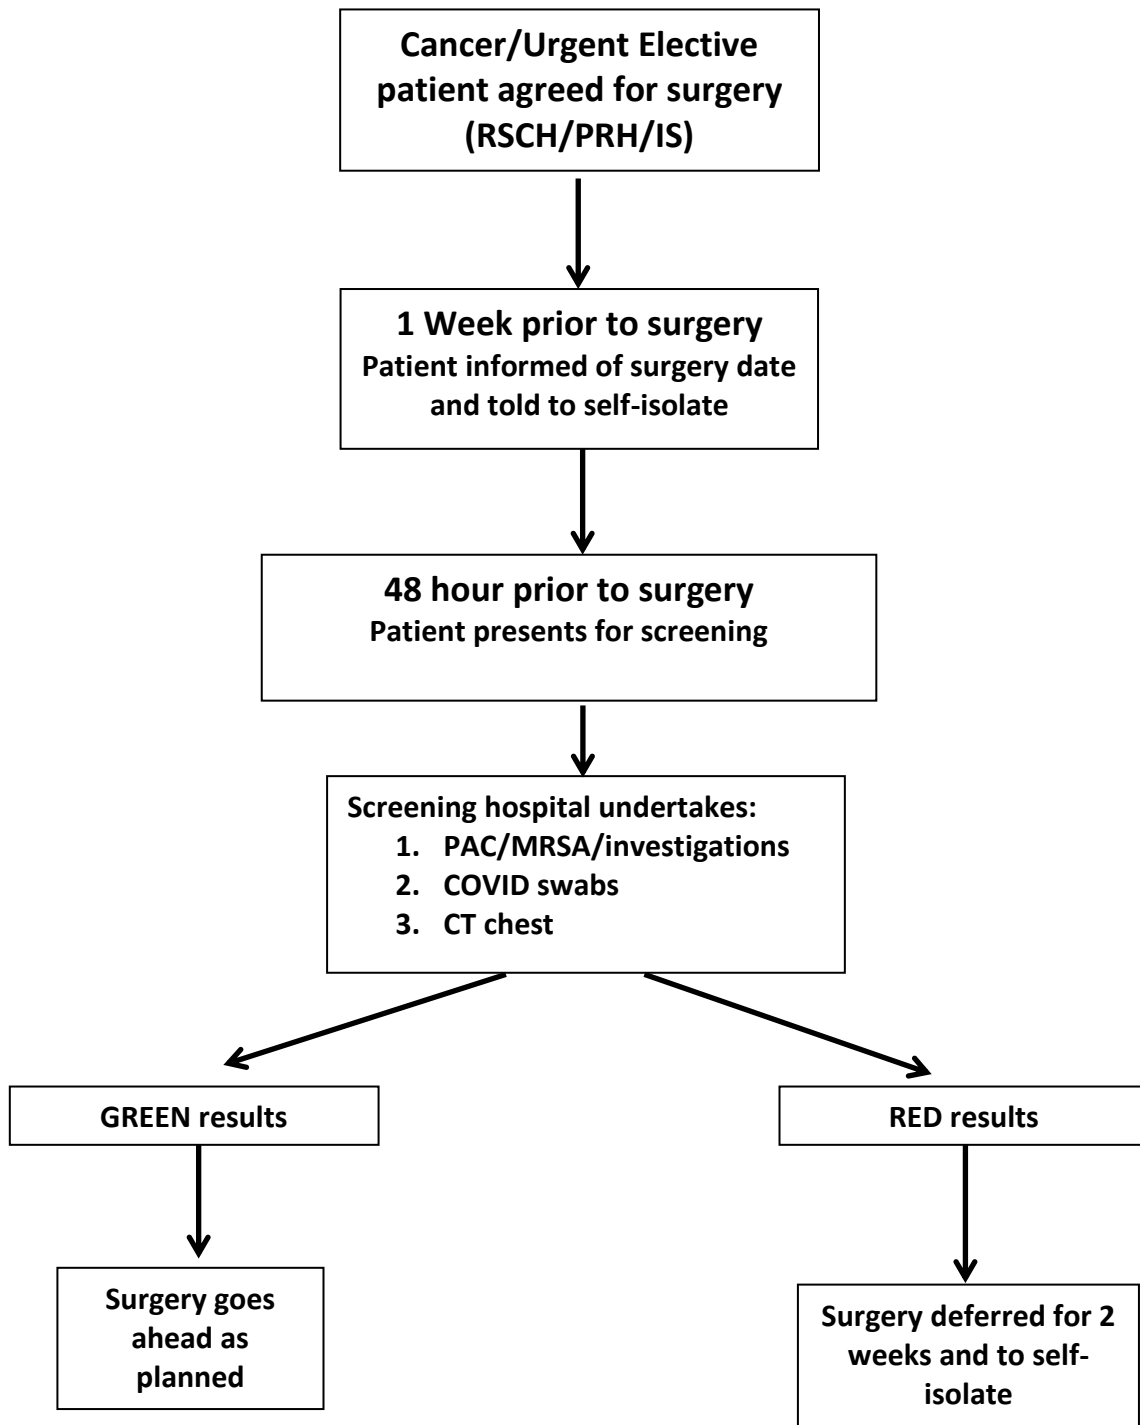 Cancer/Urgent Elective
patient agreed for surgery
(RSCH/PRH/IS)
1 Week prior to surgery
Patient informed of surgery date
and told to self-isolate
48 hour prior to surgery
Patient presents for screening
Screening hospital undertakes:
1. PAC/MRSA/investigations
2. COVID swabs
3. CT chest
GREEN results
RED results
Surgery goes
ahead as
planned
Surgery deferred for 2
weeks and to self-
isolate